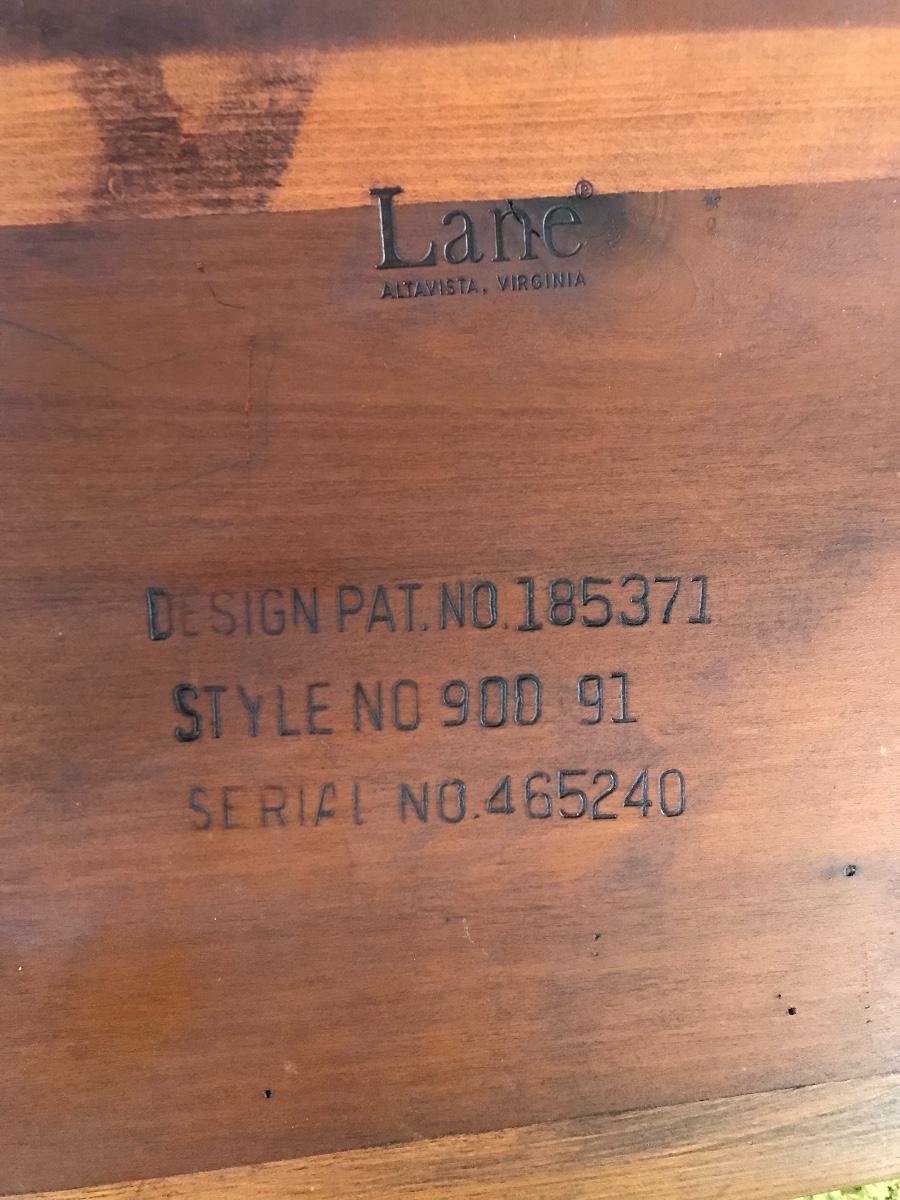 Lane®
ALTAVISTA, VIRGINIA
DESIGN PAT. NO. 185371
STYLE NO 900 91
SERIAL NO. 465240